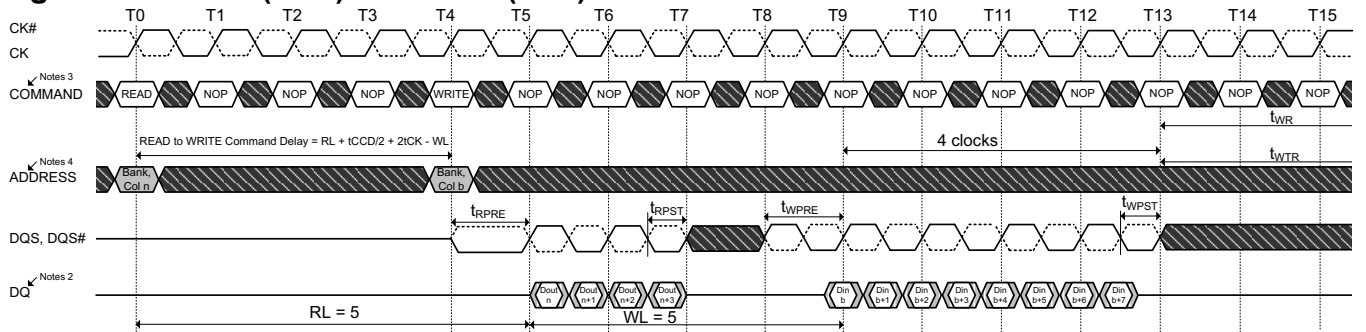 T0 T1 T2 T3 T4 T5 T6 T7 T8 T9 T10 T11 T12 T13 T14 T15
CK#
CK
Notes 3
COMMAND
READ NOP NOP NOP WRITE NOP NOP NOP NOP NOP NOP NOP NOP NOP NOP NOP
tWR
READ to WRITE Command Delay = RL + tCCD/2 + 2tCK - WL
4 clocks
Notes 4
ADDRESS
Bank, Col n
Bank, Col b
tWTR
tRPRE tRPST tWPRE tWPST
DQS, DQS#
Notes 2
DQ
Dout n
Dout n+1
Dout n+2
Dout n+3
Din b
Din b+1
Din b+2
Din b+3
Din b+4
Din b+5
Din b+6
Din b+7
RL = 5
WL = 5